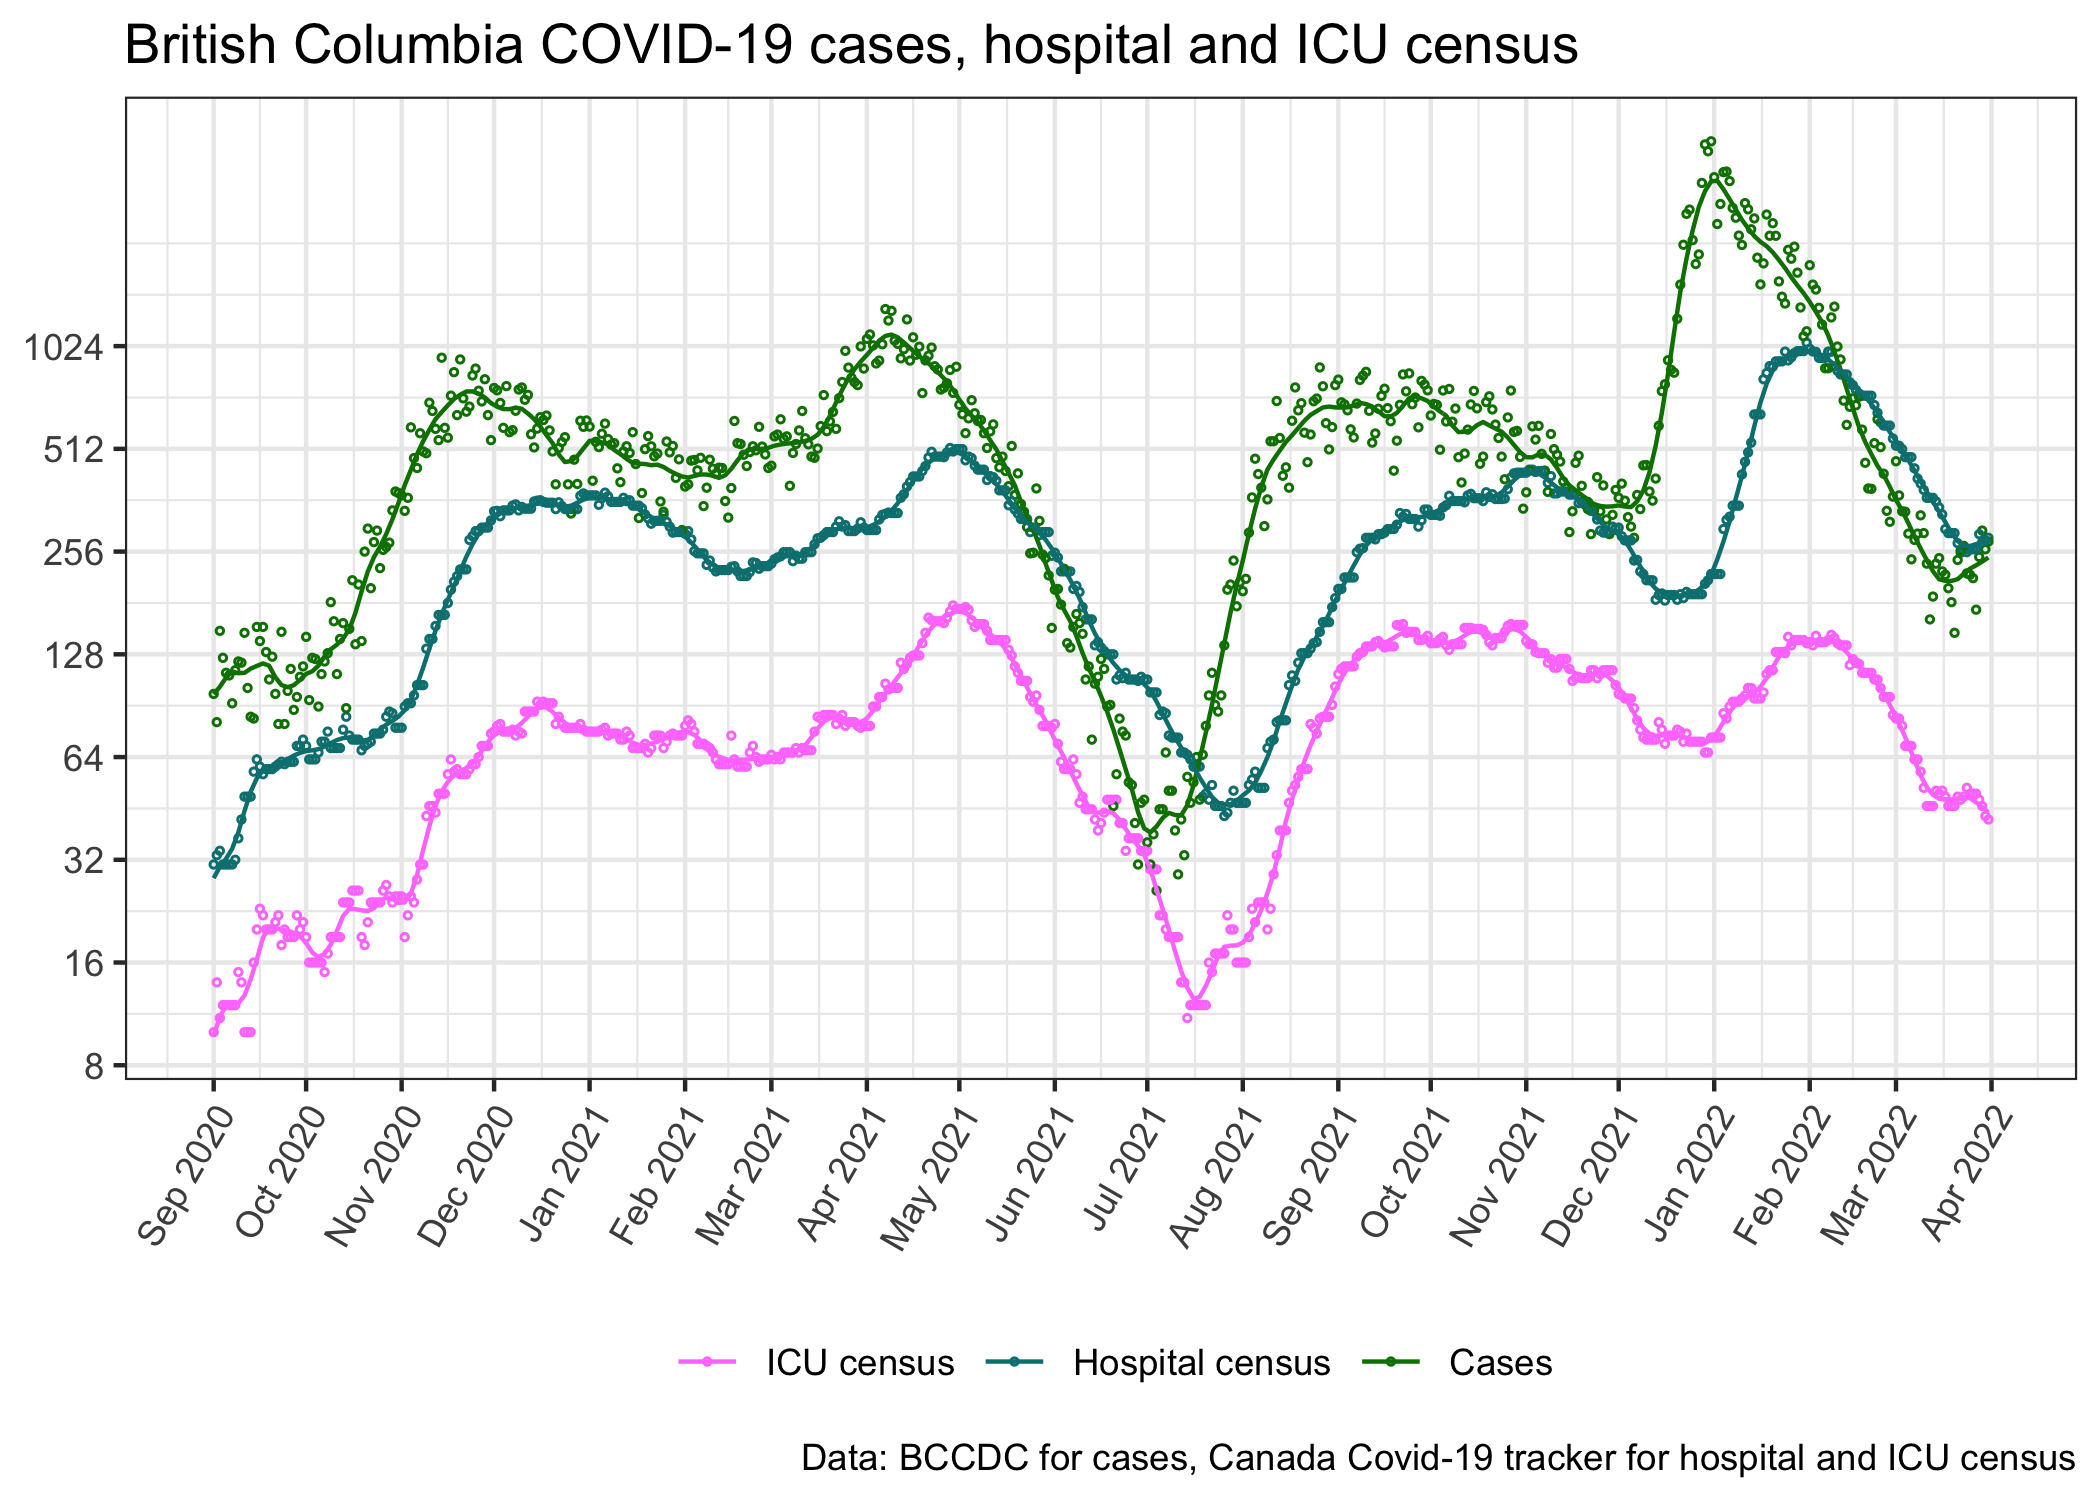 British Columbia COVID-19 cases, hospital and ICU census
1024
512
256
128
64
32
16
8
Sep 2020
Oct 2020
Nov 2020
Dec 2020
Jan 2021
Feb 2021
Mar 2021
Apr 2021
May 2021
Jun 2021
Jul 2021
Aug 2021
Sep 2021
Oct 2021
Nov 2021
Dec 2021
Jan 2022
Feb 2022
Mar 2022
Apr 2022
ICU census Hospital census Cases
Data: BCCDC for cases, Canada Covid-19 tracker for hospital and ICU census